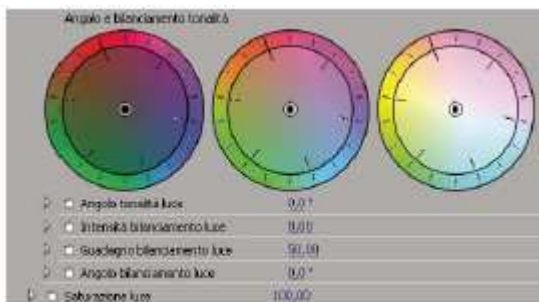 Angolo e bilanciamento tonalità
Angolo tonalità luce 0,0 °
Intensità bilanciamento luce 0,00
Guadagno bilanciamento luce 50,00
Angolo bilanciamento luce 0,0 °
Saturazione luce 100,00